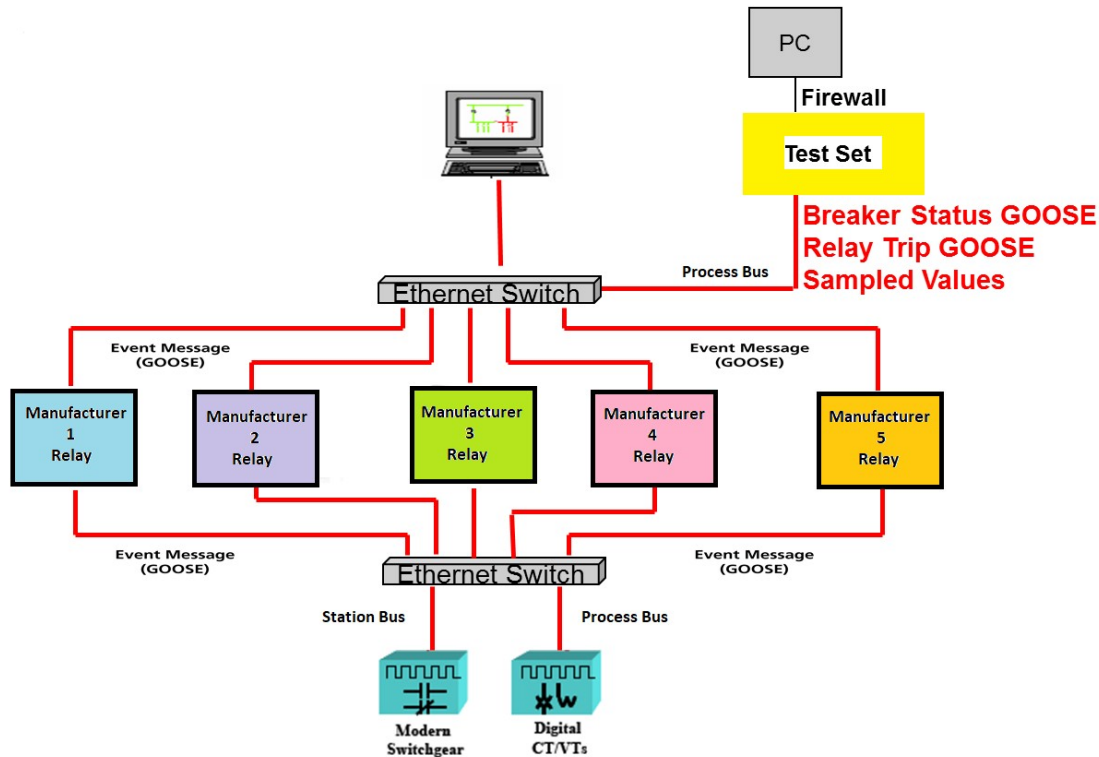 PC
Firewall
Test Set
Breaker Status GOOSE
Relay Trip GOOSE
Sampled Values
Process Bus
Ethernet Switch
Event Message
(GOOSE)
Event Message
(GOOSE)
Manufacturer
1
Relay
Manufacturer
2
Relay
Manufacturer
3
Relay
Manufacturer
4
Relay
Manufacturer
5
Relay
Event Message
(GOOSE)
Event Message
(GOOSE)
Ethernet Switch
Station Bus
Process Bus
Modern
Switchgear
Digital
CT/VTs